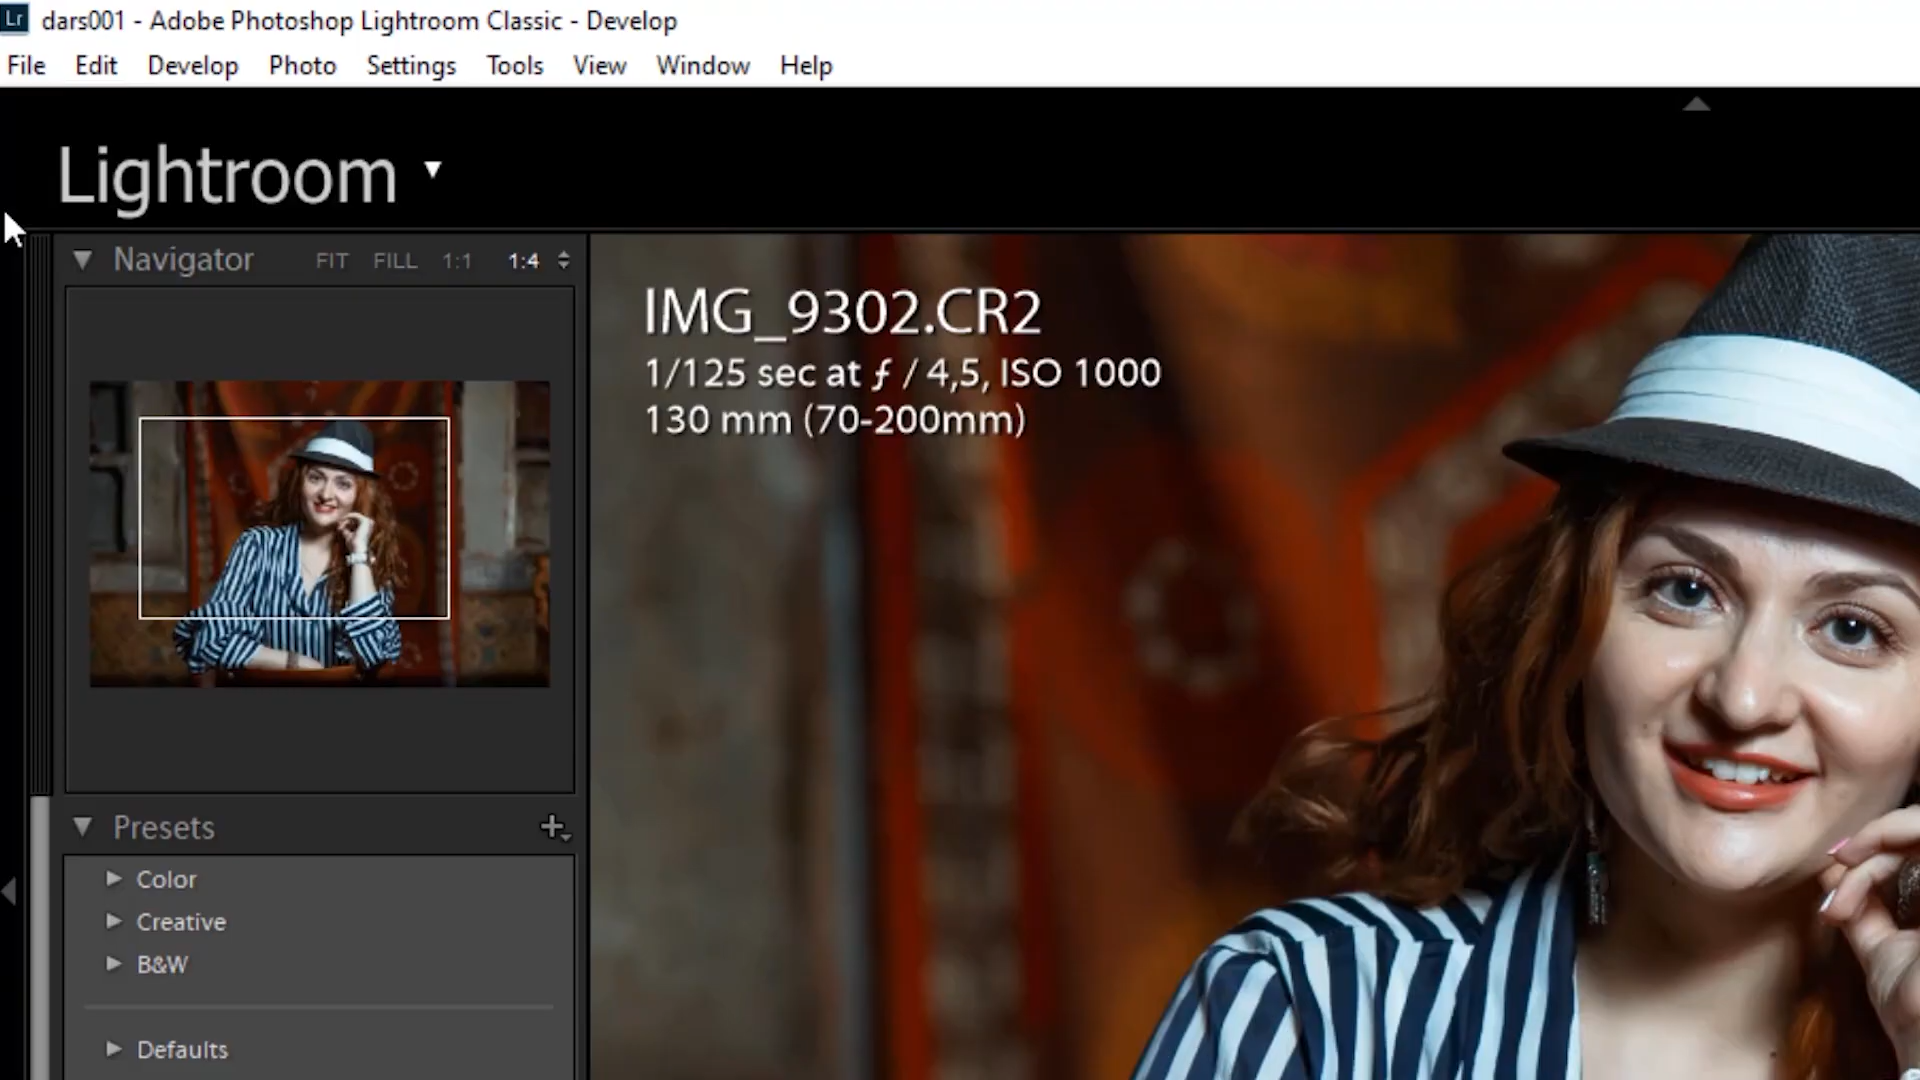 Lr dars001 - Adobe Photoshop Lightroom Classic - Develop
File Edit Develop Photo Settings Tools View Window Help
Lightroom
Navigator FIT FILL 1:1 1:4
IMG_9302.CR2
1/125 sec at ƒ / 4,5, ISO 1000
130 mm (70-200mm)
Presets
Color
Creative
B&W
Defaults